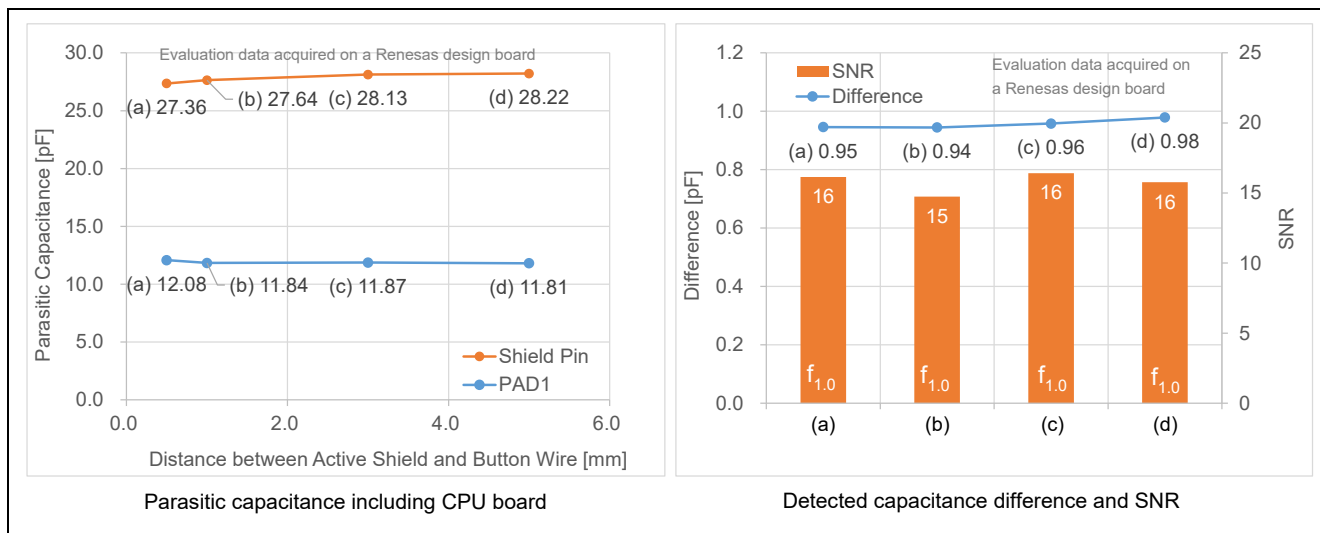 Evaluation data acquired on a Renesas design board
30.0
25.0
20.0
15.0
10.0
5.0
0.0
Parasitic Capacitance [pF]
(a) 27.36
(b) 27.64
(c) 28.13
(d) 28.22
(a) 12.08
(b) 11.84
(c) 11.87
(d) 11.81
Shield Pin
PAD1
0.0
2.0
4.0
6.0
Distance between Active Shield and Button Wire [mm]
Parasitic capacitance including CPU board
1.2
1.0
0.8
0.6
0.4
0.2
0.0
Difference [pF]
SNR
Difference
Evaluation data acquired on
a Renesas design board
25
20
15
10
5
0
SNR
(a) 0.95
(b) 0.94
(c) 0.96
(d) 0.98
16
15
16
16
f1.0
f1.0
f1.0
f1.0
(a)
(b)
(c)
(d)
Detected capacitance difference and SNR